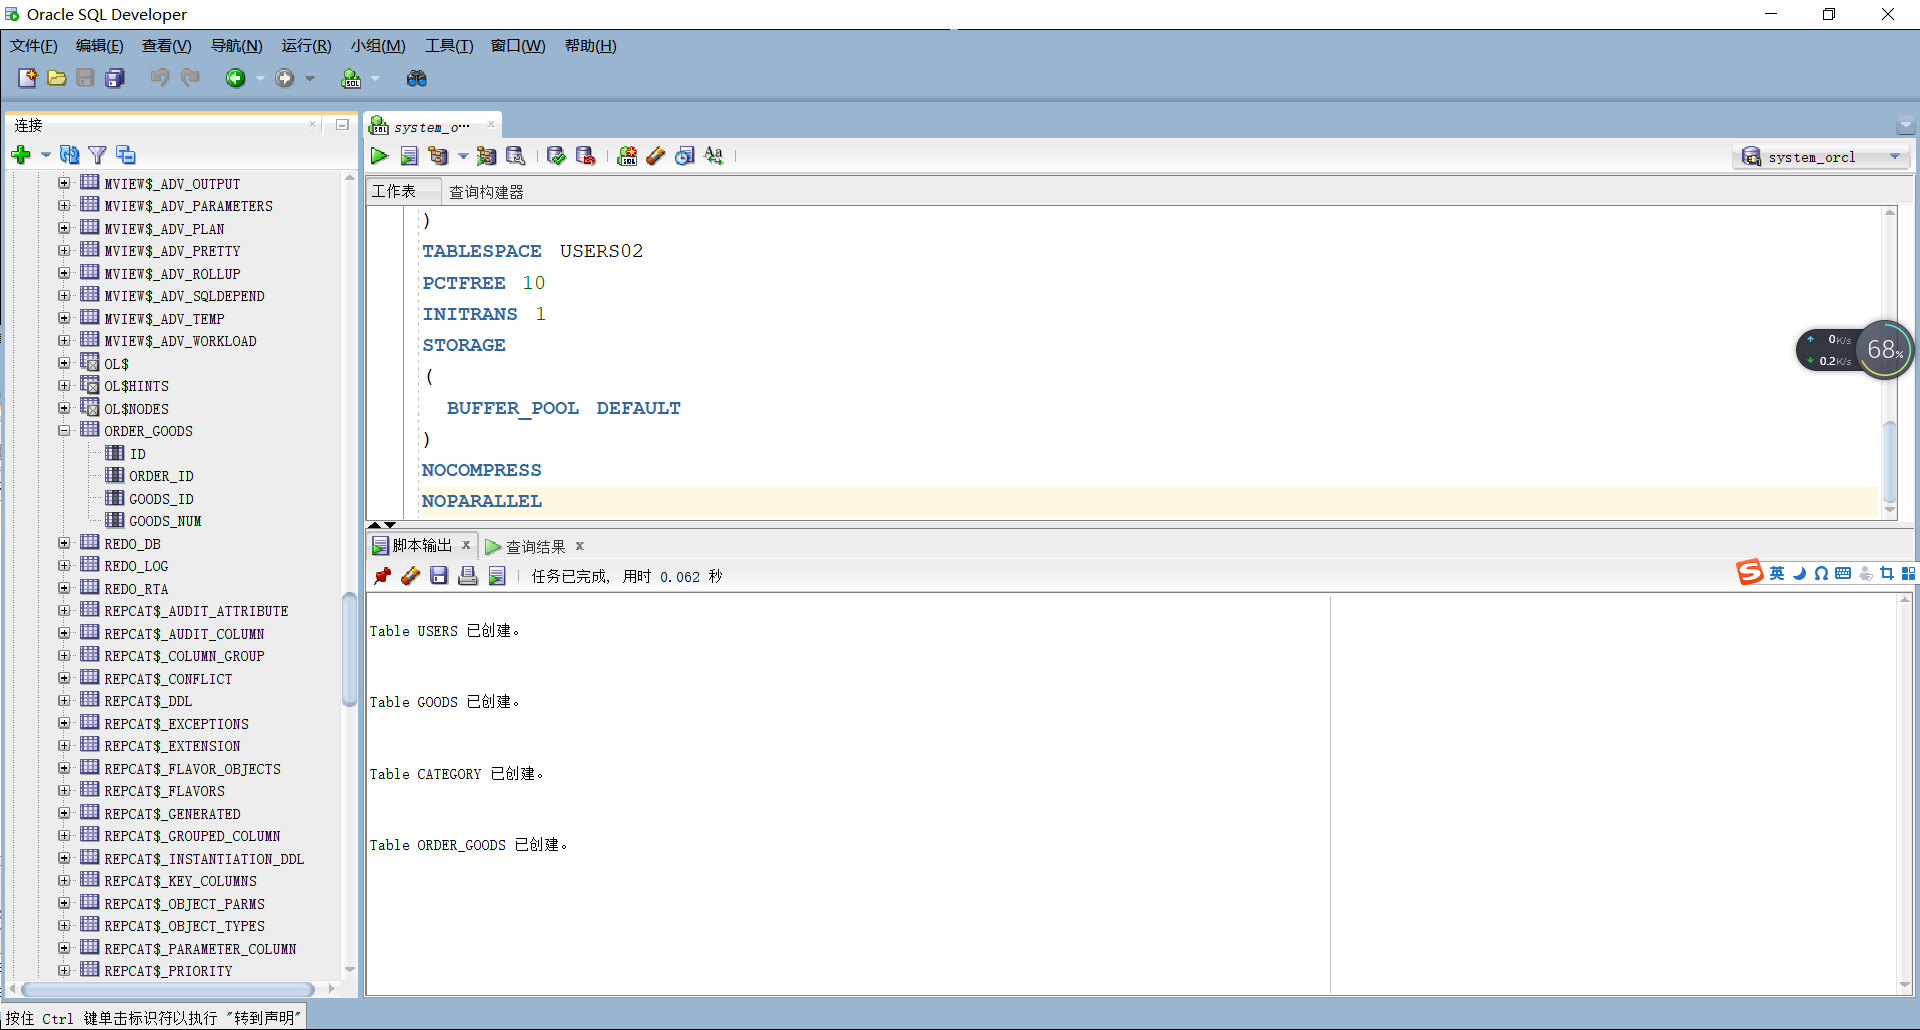 Oracle SQL Developer
文件(F) 编辑(E) 查看(V) 导航(N) 运行(R) 小组(M) 工具(T) 窗口(W) 帮助(H)
连接
MVIEW$_ADV_OUTPUT
MVIEW$_ADV_PARAMETERS
MVIEW$_ADV_PLAN
MVIEW$_ADV_PRETTY
MVIEW$_ADV_ROLLUP
MVIEW$_ADV_SQLDEPEND
MVIEW$_ADV_TEMP
MVIEW$_ADV_WORKLOAD
OL$
OL$HINTS
OL$NODES
ORDER_GOODS
ID
ORDER_ID
GOODS_ID
GOODS_NUM
REDO_DB
REDO_LOG
REDO_RTA
REPCAT$_AUDIT_ATTRIBUTE
REPCAT$_AUDIT_COLUMN
REPCAT$_COLUMN_GROUP
REPCAT$_CONFLICT
REPCAT$_DDL
REPCAT$_EXCEPTIONS
REPCAT$_EXTENSION
REPCAT$_FLAVOR_OBJECTS
REPCAT$_FLAVORS
REPCAT$_GENERATED
REPCAT$_GROUPED_COLUMN
REPCAT$_INSTANTIATION_DDL
REPCAT$_KEY_COLUMNS
REPCAT$_OBJECT_PARMS
REPCAT$_OBJECT_TYPES
REPCAT$_PARAMETER_COLUMN
REPCAT$_PRIORITY
system_o…
system_orcl
工作表 查询构建器
)
TABLESPACE USERS02
PCTFREE 10
INITRANS 1
STORAGE
(
BUFFER_POOL DEFAULT
)
NOCOMPRESS
NOPARALLEL
0K/s
0.2K/s
68%
脚本输出 x 查询结果 x
任务已完成, 用时 0.062 秒
英
Table USERS 已创建。
Table GOODS 已创建。
Table CATEGORY 已创建。
Table ORDER_GOODS 已创建。
按住 Ctrl 键单击标识符以执行 "转到声明"